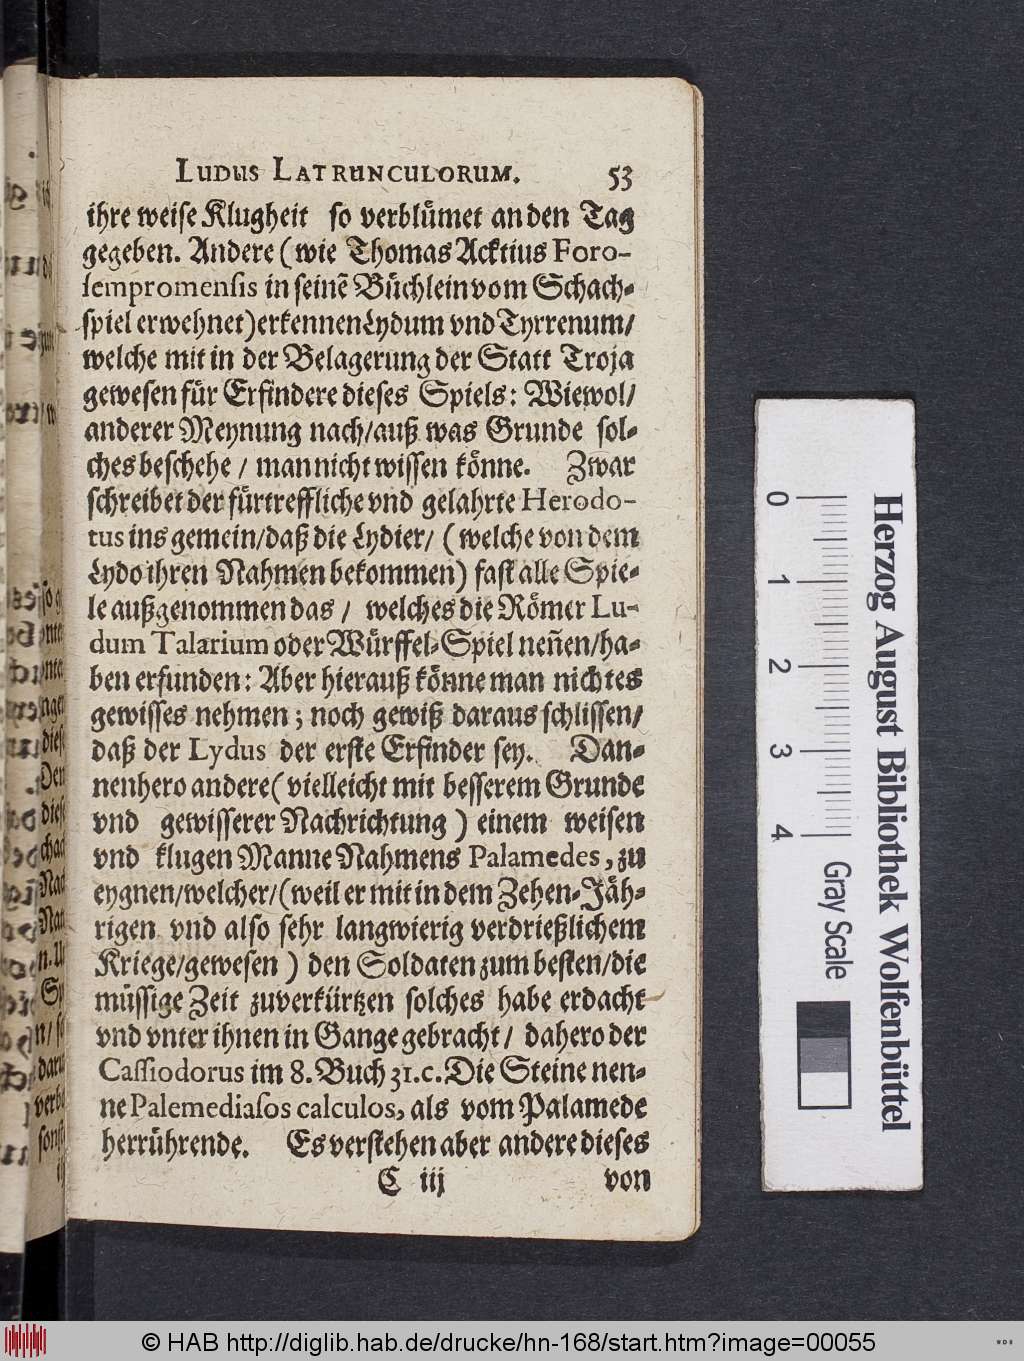 LUDUS LATRUNCULORUM. 53
ihre weise Klugheit so verblümet an den Tag
gegeben. Andere (wie Thomas Acktius Foro-
sempromensis in seinẽ Büchlein vom Schach-
spiel erwehnet) erkennen Lydum vnd Tyrrenum/
welche mit in der Belagerung der Statt Troja
gewesen für Erfindere dieses Spiels: Wiewol/
anderer Meynung nach/auß was Grunde sol-
ches beschehe / man nicht wissen könne. Zwar
schreibet der fürtreffliche vnd gelahrte Herodo-
tus ins gemein/daß die Lydier/ (welche von dem
Lydo ihren Nahmen bekommen) fast alle Spie-
le außgenommen das / welches die Römer Lu-
dum Talarium oder Würffel-Spiel neñen/ha-
ben erfunden: Aber hierauß könne man nichtes
gewisses nehmen; noch gewiß daraus schlissen/
daß der Lydus der erste Erfinder sey. Dan-
nenhero andere (vielleicht mit besserem Grunde
vnd gewisserer Nachrichtung) einem weisen
vnd klugen Manne Nahmens Palamedes, zu
eygnen/welcher/(weil er mit in dem Zehen-Jäh-
rigen vnd also sehr langwierig verdrießlichem
Kriege/gewesen) den Soldaten zum besten/die
müssige Zeit zuverkürtzen solches habe erdacht
vnd vnter ihnen in Gange gebracht/ dahero der
Cassiodorus im 8. Buch 31.c. Die Steine nen-
ne Palemediasos calculos, als vom Palamede
herrührende. Es verstehen aber andere dieses
C iij von
Herzog August Bibliothek Wolfenbüttel
0 1 2 3 4 Gray Scale
© HAB http://diglib.hab.de/drucke/hn-168/start.htm?image=00055